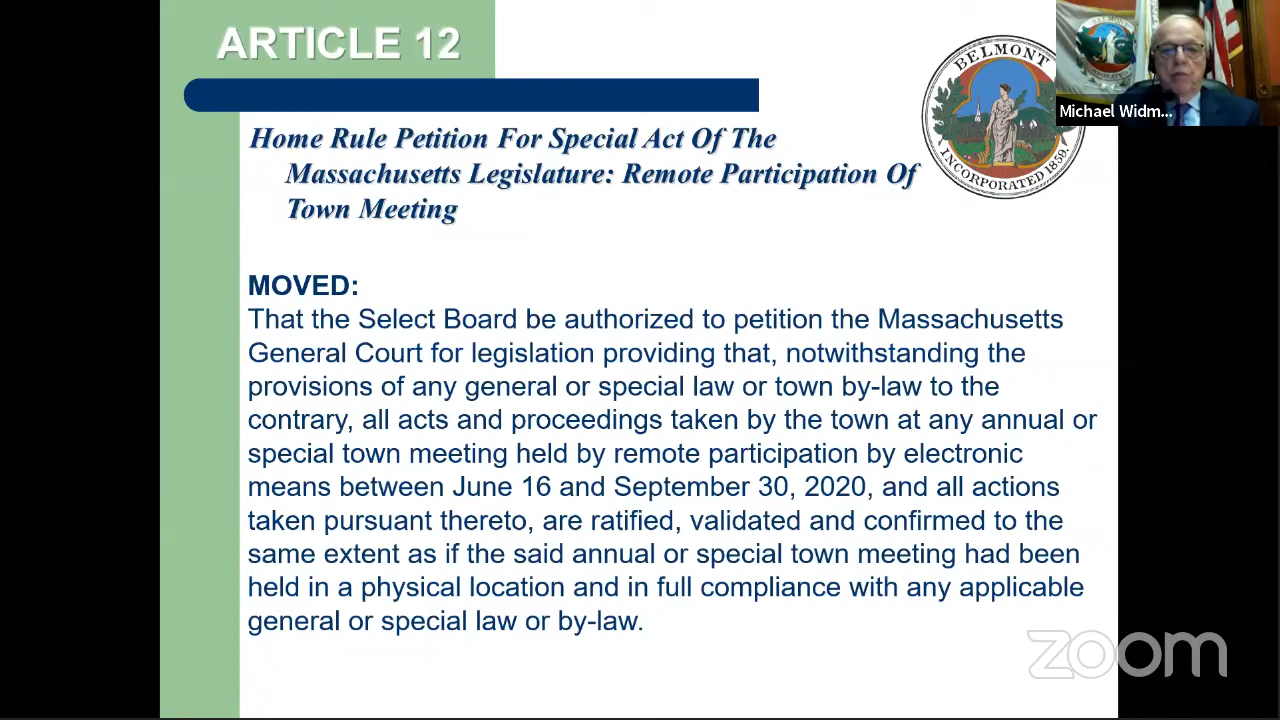 ARTICLE 12
BELMONT
INCORPORATED 1859.
Michael Widm...
Home Rule Petition For Special Act Of The
Massachusetts Legislature: Remote Participation Of
Town Meeting
MOVED:
That the Select Board be authorized to petition the Massachusetts
General Court for legislation providing that, notwithstanding the
provisions of any general or special law or town by-law to the
contrary, all acts and proceedings taken by the town at any annual or
special town meeting held by remote participation by electronic
means between June 16 and September 30, 2020, and all actions
taken pursuant thereto, are ratified, validated and confirmed to the
same extent as if the said annual or special town meeting had been
held in a physical location and in full compliance with any applicable
general or special law or by-law.
zoom